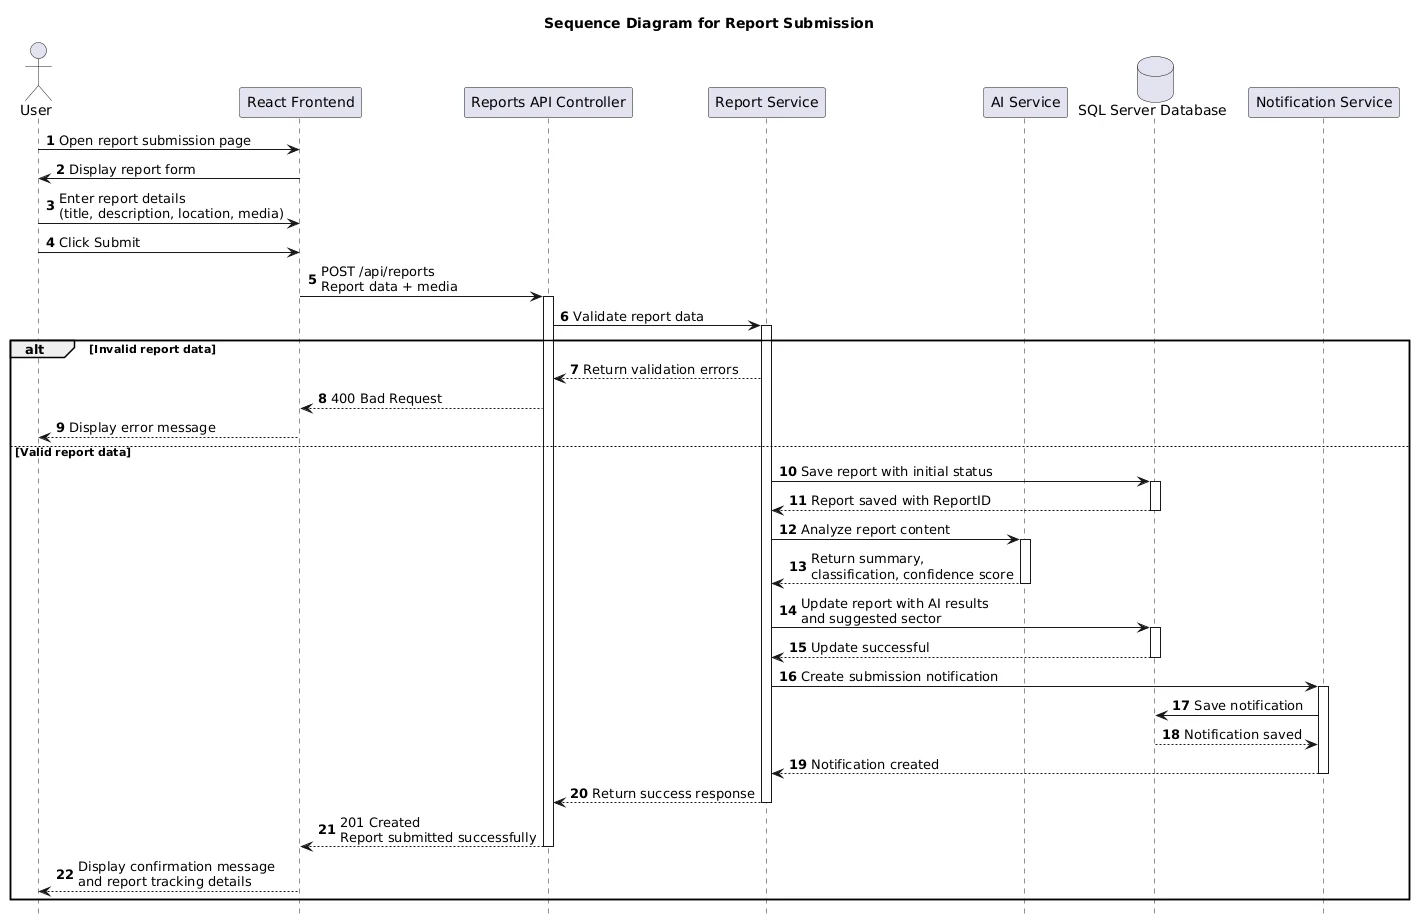 Sequence Diagram for Report Submission
User
React Frontend
Reports API Controller
Report Service
AI Service
SQL Server Database
Notification Service
1 Open report submission page
2 Display report form
3 Enter report details
(title, description, location, media)
4 Click Submit
5 POST /api/reports
Report data + media
6 Validate report data
alt [Invalid report data]
7 Return validation errors
8 400 Bad Request
9 Display error message
[Valid report data]
10 Save report with initial status
11 Report saved with ReportID
12 Analyze report content
13 Return summary,
classification, confidence score
14 Update report with AI results
and suggested sector
15 Update successful
16 Create submission notification
17 Save notification
18 Notification saved
19 Notification created
20 Return success response
21 201 Created
Report submitted successfully
22 Display confirmation message
and report tracking details